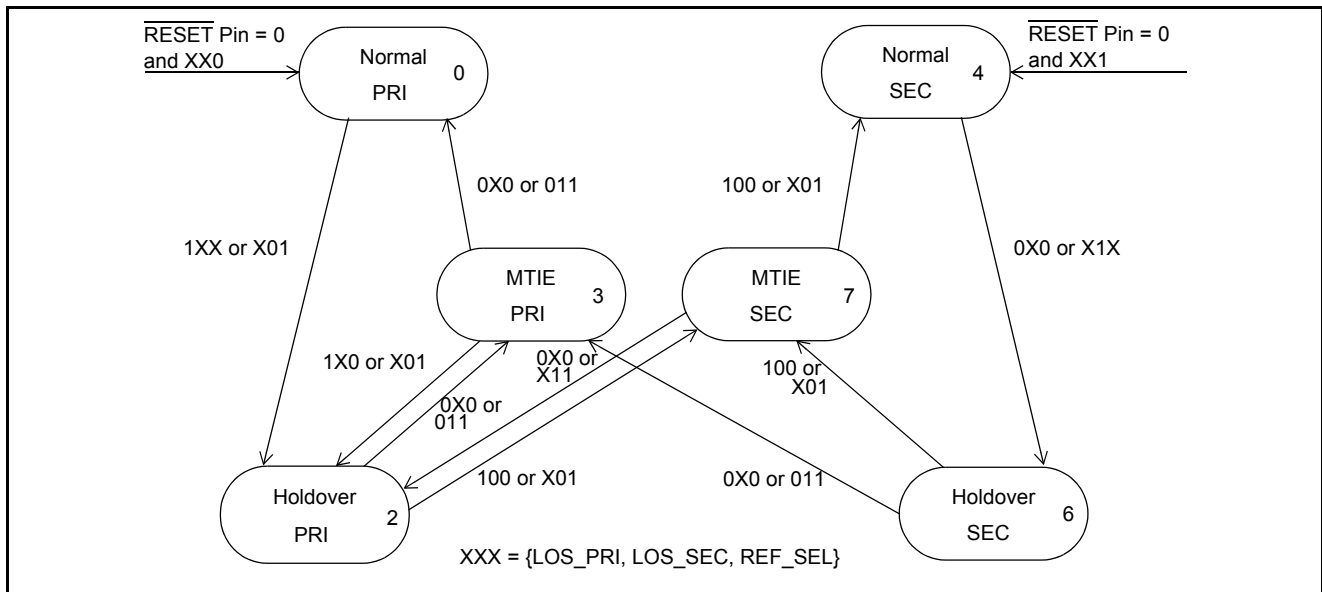 RESET Pin = 0
and XX0
Normal
PRI
0
Normal
SEC
4
RESET Pin = 0
and XX1
0X0 or 011
100 or X01
1XX or X01
0X0 or X1X
MTIE
PRI
3
MTIE
SEC
7
1X0 or X01
0X0 or
X11
100 or
X01
0X0 or
011
100 or X01
0X0 or 011
Holdover
PRI
2
Holdover
SEC
6
XXX = {LOS_PRI, LOS_SEC, REF_SEL}